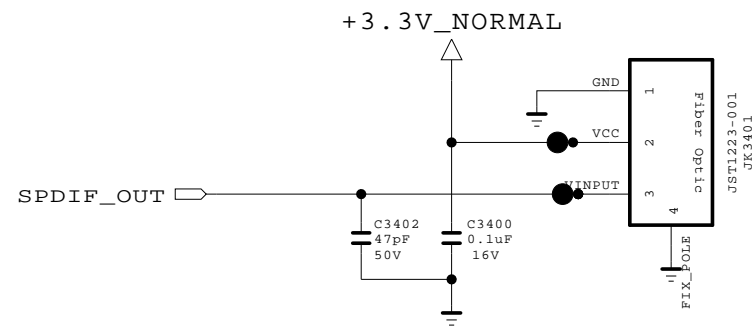 +3.3V_NORMAL
GND
1
VCC
2
SPDIF_OUT
VINPUT
3
4
Fiber Optic
JST1223-001
JK3401
FIX_POLE
C3402
47pF
50V
C3400
0.1uF
16V